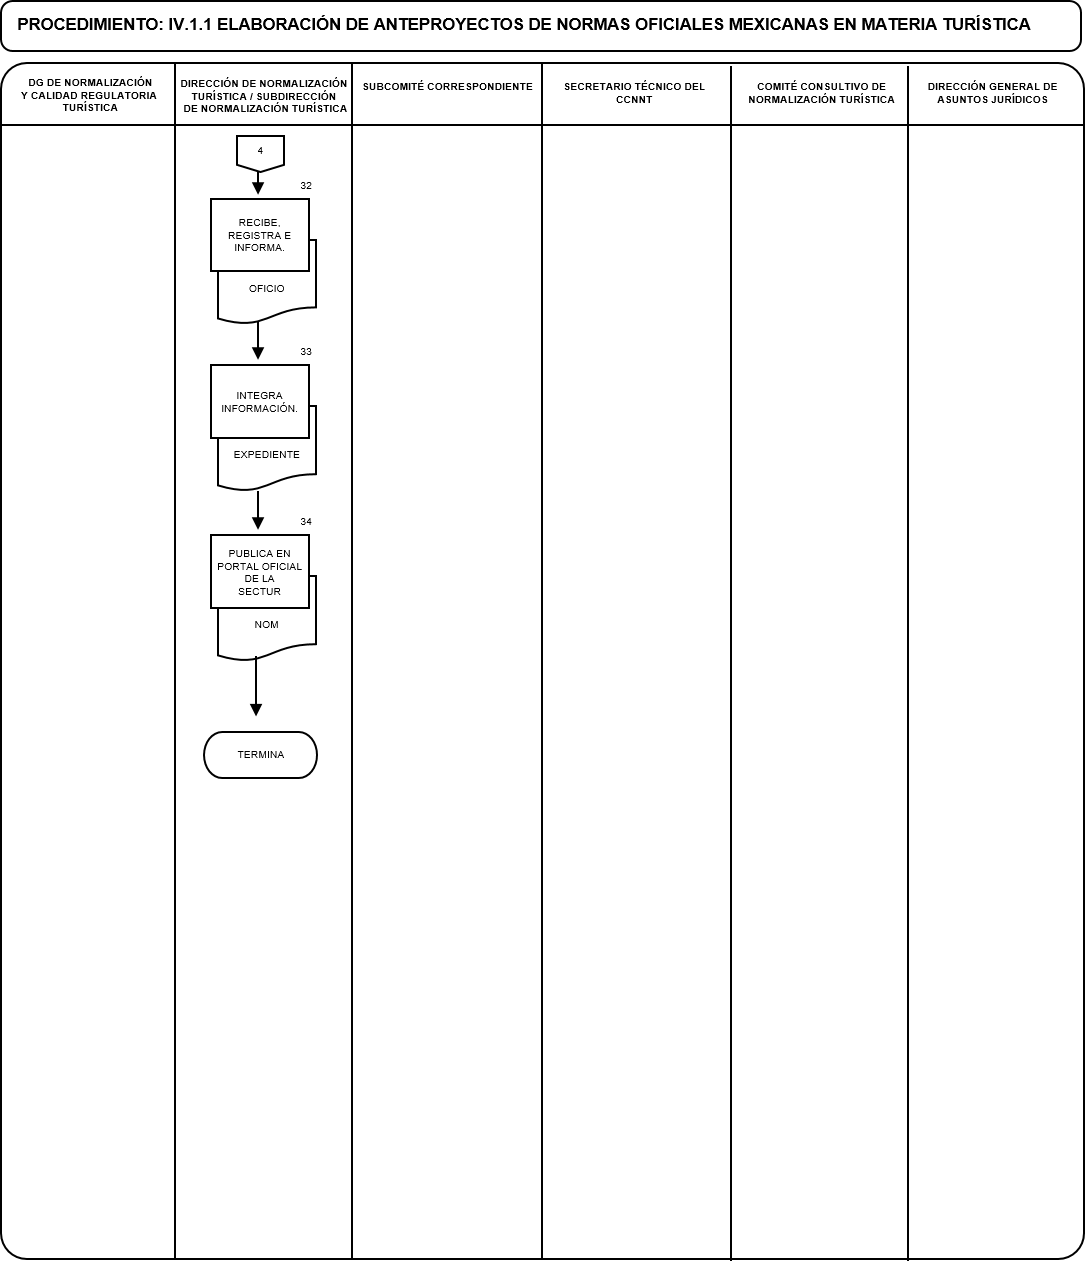 PROCEDIMIENTO: IV.1.1 ELABORACIÓN DE ANTEPROYECTOS DE NORMAS OFICIALES MEXICANAS EN MATERIA TURÍSTICA
DG DE NORMALIZACIÓN
Y CALIDAD REGULATORIA
TURÍSTICA
DIRECCIÓN DE NORMALIZACIÓN
TURÍSTICA / SUBDIRECCIÓN
DE NORMALIZACIÓN TURÍSTICA
SUBCOMITÉ CORRESPONDIENTE
SECRETARIO TÉCNICO DEL
CCNNT
COMITÉ CONSULTIVO DE
NORMALIZACIÓN TURÍSTICA
DIRECCIÓN GENERAL DE
ASUNTOS JURÍDICOS
4
32
RECIBE,
REGISTRA E
INFORMA.
OFICIO
33
INTEGRA
INFORMACIÓN.
EXPEDIENTE
34
PUBLICA EN
PORTAL OFICIAL
DE LA
SECTUR
NOM
TERMINA